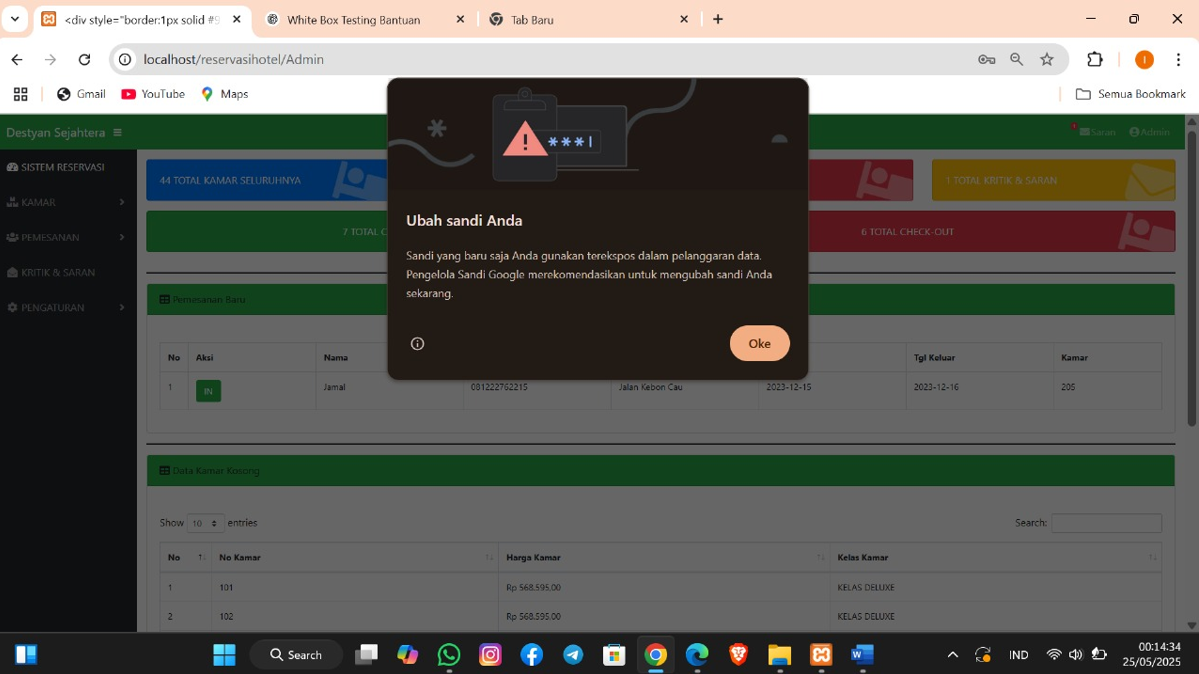 <div style="border:1px solid #9
White Box Testing Bantuan
Tab Baru
localhost/reservasihotel/Admin
I
Gmail
YouTube
Maps
Semua Bookmark
Destyan Sejahtera
Saran
Admin
SISTEM RESERVASI
KAMAR
PEMESANAN
KRITIK & SARAN
PENGATURAN
44 TOTAL KAMAR SELURUHNYA
1 TOTAL KRITIK & SARAN
7 TOTAL C
6 TOTAL CHECK-OUT
***|
Ubah sandi Anda
Sandi yang baru saja Anda gunakan terekspos dalam pelanggaran data.
Pengelola Sandi Google merekomendasikan untuk mengubah sandi Anda
sekarang.
Oke
Pemesanan Baru
No Aksi Nama Tgl Keluar Kamar
1 IN Jamal 081222762215 Jalan Kebon Cau 2023-12-15 2023-12-16 205
Data Kamar Kosong
Show 10 entries
Search:
No No Kamar Harga Kamar Kelas Kamar
1 101 Rp 568.595,00 KELAS DELUXE
2 102 Rp 568.595,00 KELAS DELUXE
Search
IND
00:14:34
25/05/2025